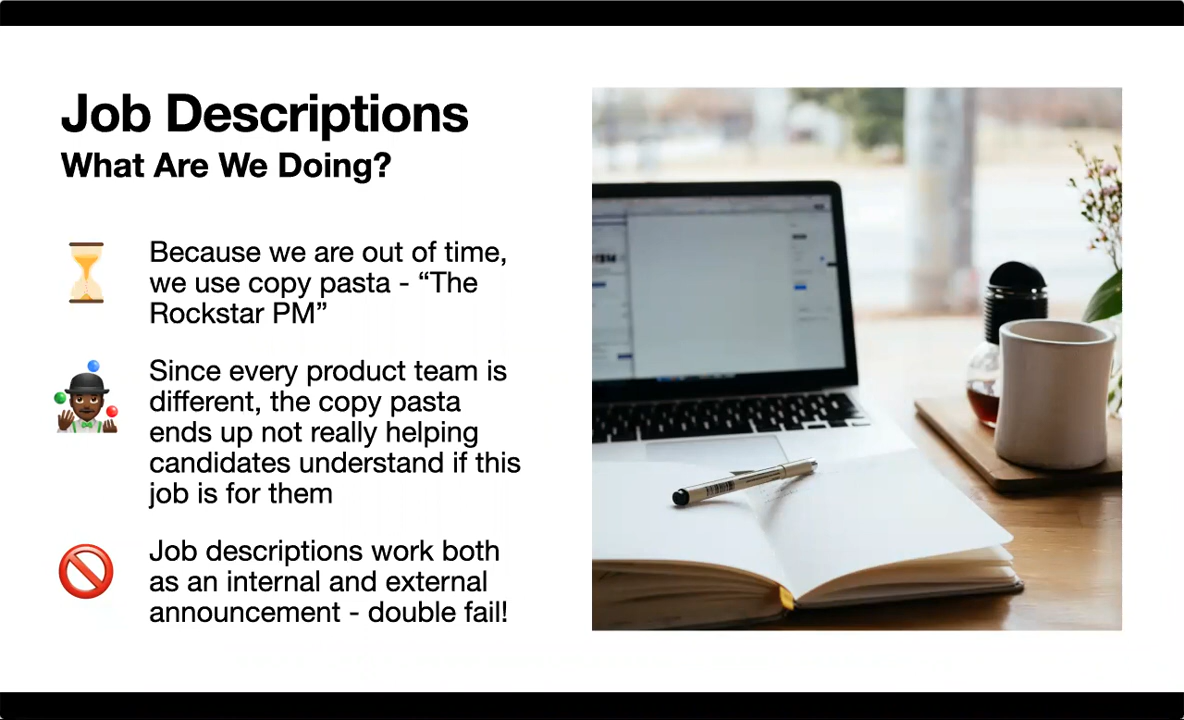 Job Descriptions
What Are We Doing?
Because we are out of time,
we use copy pasta - “The
Rockstar PM”
Since every product team is
different, the copy pasta
ends up not really helping
candidates understand if this
job is for them
Job descriptions work both
as an internal and external
announcement - double fail!